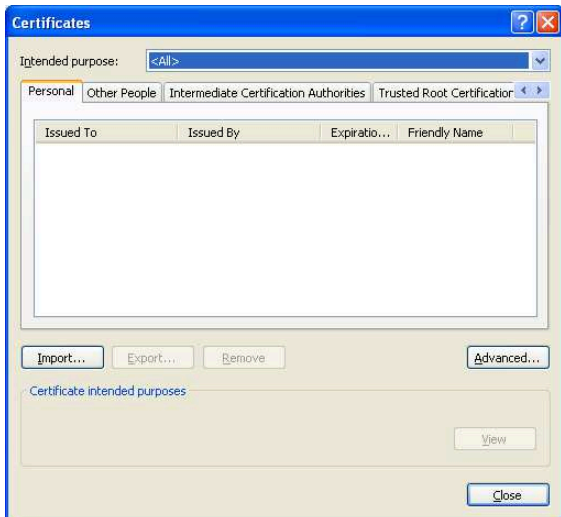 Certificates
Intended purpose: <All>
Personal Other People Intermediate Certification Authorities Trusted Root Certification
Issued To Issued By Expiratio... Friendly Name
Import... Export... Remove Advanced...
Certificate intended purposes
View
Close